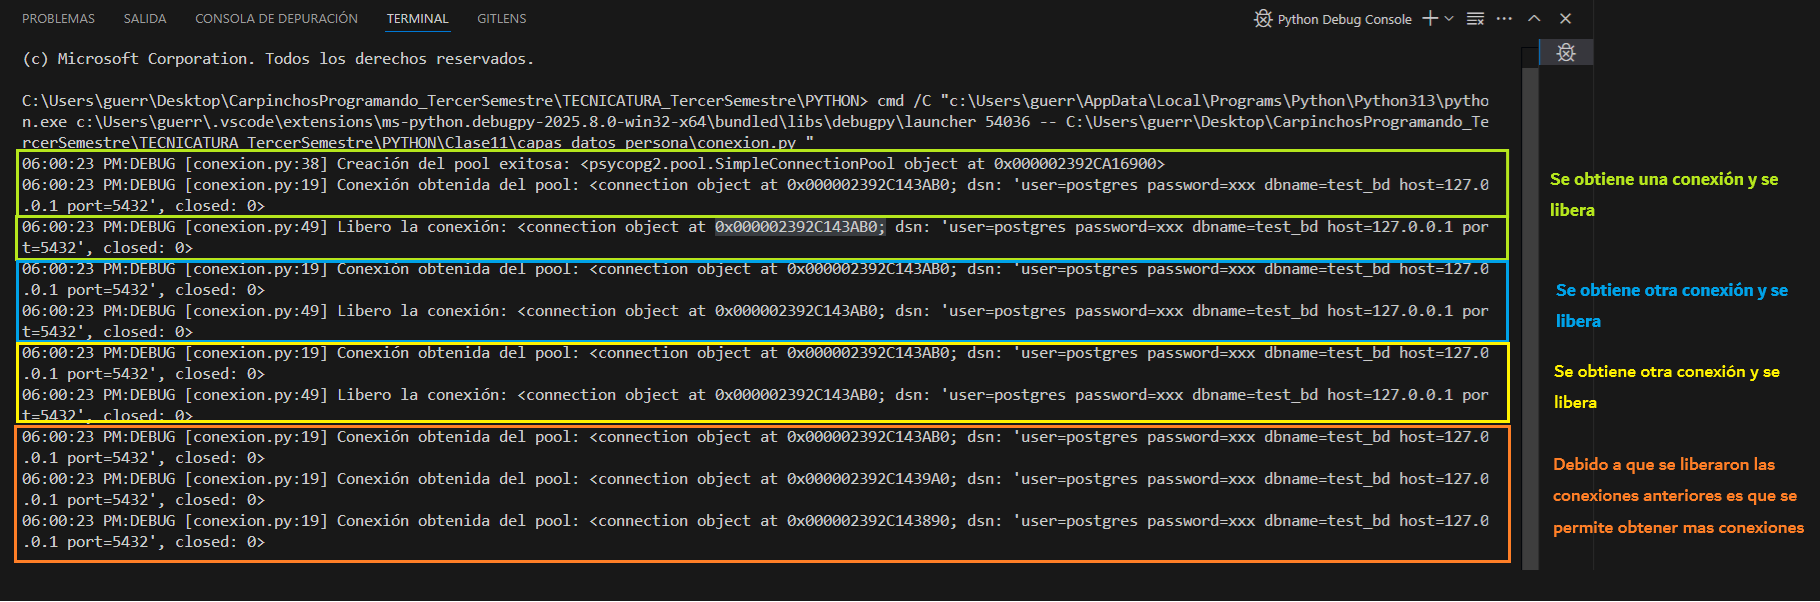 PROBLEMAS SALIDA CONSOLA DE DEPURACIÓN TERMINAL GITLENS Python Debug Console
(c) Microsoft Corporation. Todos los derechos reservados.
C:\Users\guerr\Desktop\CarpinchosProgramando_TercerSemestre\TECNICATURA_TercerSemestre\PYTHON> cmd /C "c:\Users\guerr\AppData\Local\Programs\Python\Python313\pytho
n.exe c:\Users\guerr\.vscode\extensions\ms-python.debugpy-2025.8.0-win32-x64\bundled\libs\debugpy\launcher 54036 -- C:\Users\guerr\Desktop\CarpinchosProgramando_Te
rcerSemestre\TECNICATURA_TercerSemestre\PYTHON\Clase11\capas_datos_persona\conexion.py "
06:00:23 PM:DEBUG [conexion.py:38] Creación del pool exitosa: <psycopg2.pool.SimpleConnectionPool object at 0x000002392CA16900>
06:00:23 PM:DEBUG [conexion.py:19] Conexión obtenida del pool: <connection object at 0x000002392C143AB0; dsn: 'user=postgres password=xxx dbname=test_bd host=127.0
.0.1 port=5432', closed: 0>
06:00:23 PM:DEBUG [conexion.py:49] Libero la conexión: <connection object at 0x000002392C143AB0; dsn: 'user=postgres password=xxx dbname=test_bd host=127.0.0.1 por
t=5432', closed: 0>
06:00:23 PM:DEBUG [conexion.py:19] Conexión obtenida del pool: <connection object at 0x000002392C143AB0; dsn: 'user=postgres password=xxx dbname=test_bd host=127.0
.0.1 port=5432', closed: 0>
06:00:23 PM:DEBUG [conexion.py:49] Libero la conexión: <connection object at 0x000002392C143AB0; dsn: 'user=postgres password=xxx dbname=test_bd host=127.0.0.1 por
t=5432', closed: 0>
06:00:23 PM:DEBUG [conexion.py:19] Conexión obtenida del pool: <connection object at 0x000002392C143AB0; dsn: 'user=postgres password=xxx dbname=test_bd host=127.0
.0.1 port=5432', closed: 0>
06:00:23 PM:DEBUG [conexion.py:49] Libero la conexión: <connection object at 0x000002392C143AB0; dsn: 'user=postgres password=xxx dbname=test_bd host=127.0.0.1 por
t=5432', closed: 0>
06:00:23 PM:DEBUG [conexion.py:19] Conexión obtenida del pool: <connection object at 0x000002392C143AB0; dsn: 'user=postgres password=xxx dbname=test_bd host=127.0
.0.1 port=5432', closed: 0>
06:00:23 PM:DEBUG [conexion.py:19] Conexión obtenida del pool: <connection object at 0x000002392C1439A0; dsn: 'user=postgres password=xxx dbname=test_bd host=127.0
.0.1 port=5432', closed: 0>
06:00:23 PM:DEBUG [conexion.py:19] Conexión obtenida del pool: <connection object at 0x000002392C143890; dsn: 'user=postgres password=xxx dbname=test_bd host=127.0
.0.1 port=5432', closed: 0>
Se obtiene una conexión y se
libera
Se obtiene otra conexión y se
libera
Se obtiene otra conexión y se
libera
Debido a que se liberaron las
conexiones anteriores es que se
permite obtener mas conexiones